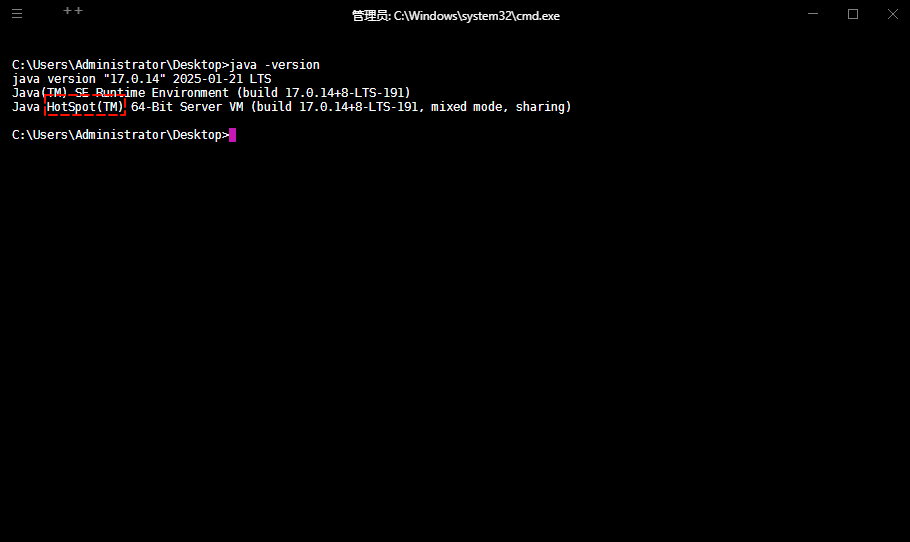 管理员: C:\Windows\system32\cmd.exe
C:\Users\Administrator\Desktop>java -version
java version "17.0.14" 2025-01-21 LTS
Java(TM) SE Runtime Environment (build 17.0.14+8-LTS-191)
Java HotSpot(TM) 64-Bit Server VM (build 17.0.14+8-LTS-191, mixed mode, sharing)
C:\Users\Administrator\Desktop>